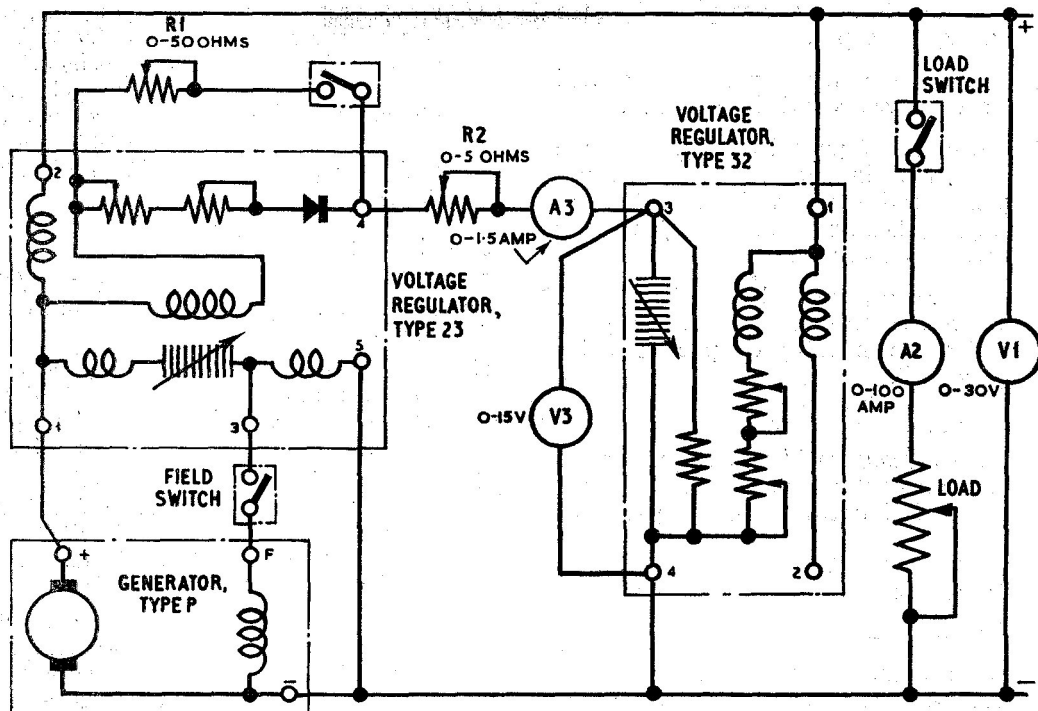 R1
0-50 OHMS
R2
0-5 OHMS
A3
0-1·5 AMP
VOLTAGE
REGULATOR,
TYPE 32
LOAD
SWITCH
+
2
4
3
1
VOLTAGE
REGULATOR,
TYPE 23
5
1
3
V3
0-15V
A2
0-100
AMP
V1
0-30V
FIELD
SWITCH
LOAD
+
F
GENERATOR,
TYPE P
4
2
-
-